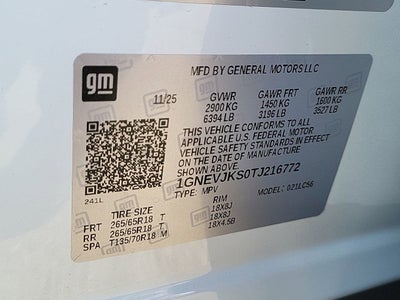 gm
MFD BY GENERAL MOTORS LLC
11/25 GVWR GAWR FRT GAWR RR
2900 KG 1450 KG 1600 KG
6394 LB 3196 LB 3527 LB
THIS VEHICLE CONFORMS TO ALL
APPLICABLE U.S. FEDERAL MOTOR
VEHICLE SAFETY STANDARDS IN EFFECT
ON THE DATE OF MANUFACTURE
SHOWN ABOVE.
1GNEVJKS0TJ216772
241L TYPE: MPV MODEL: 021LC56
TIRE SIZE RIM
FRT 265/65R18 T 18X8J
RR 265/65R18 T 18X8J
SPA T135/70R18 M 18X4.5B